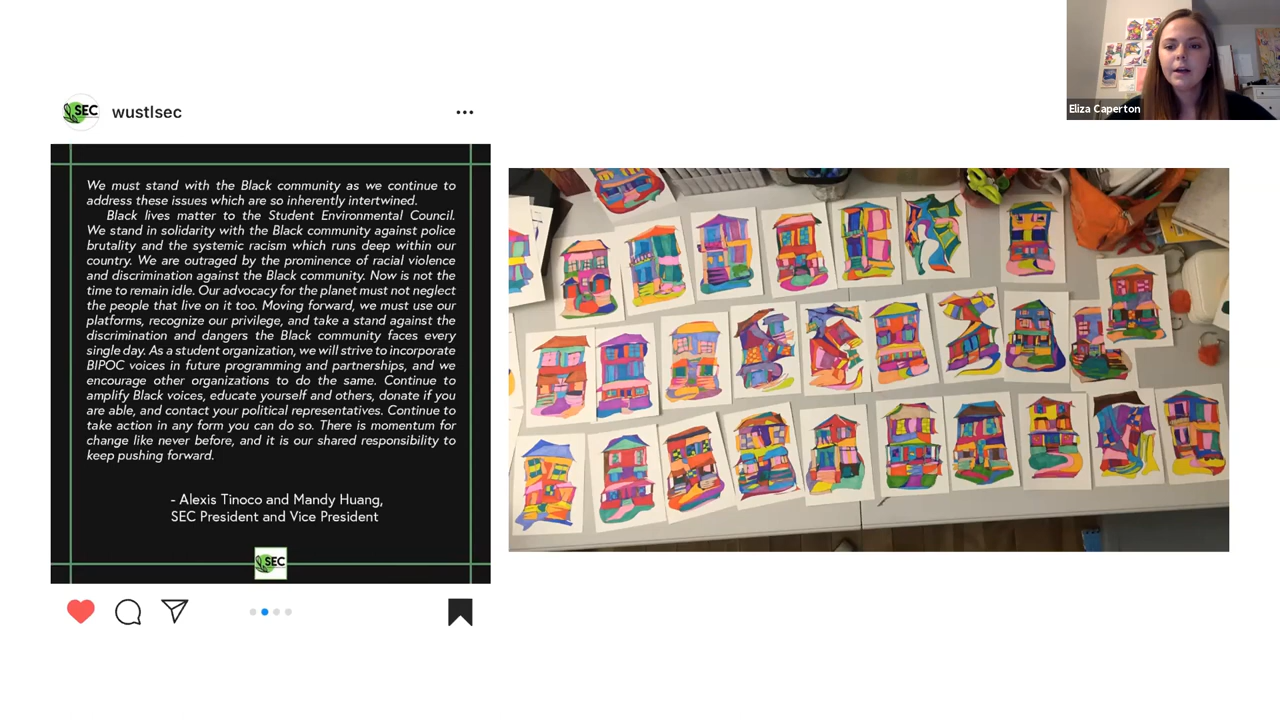 SEC
wustlsec
We must stand with the Black community as we continue to
address these issues which are so inherently intertwined.
Black lives matter to the Student Environmental Council.
We stand in solidarity with the Black community against police
brutality and the systemic racism which runs deep within our
country. We are outraged by the prominence of racial violence
and discrimination against the Black community. Now is not the
time to remain idle. Our advocacy for the planet must not neglect
the people that live on it too. Moving forward, we must use our
platforms, recognize our privilege, and take a stand against the
discrimination and dangers the Black community faces every
single day. As a student organization, we will strive to incorporate
BIPOC voices in future programming and partnerships, and we
encourage other organizations to do the same. Continue to
amplify Black voices, educate yourself and others, donate if you
are able, and contact your political representatives. Continue to
take action in any form you can do so. There is momentum for
change like never before, and it is our shared responsibility to
keep pushing forward.
- Alexis Tinoco and Mandy Huang,
SEC President and Vice President
SEC
Eliza Caperton